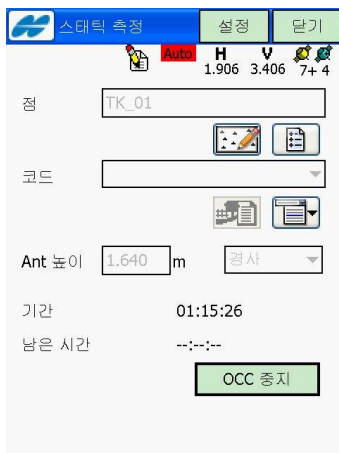 스태틱 측정 설정 닫기
Auto H V
1.906 3.406 7+ 4
점 TK_01
코드
Ant 높이 1.640 m 경사
기간 01:15:26
남은 시간 --:--:--
OCC 중지